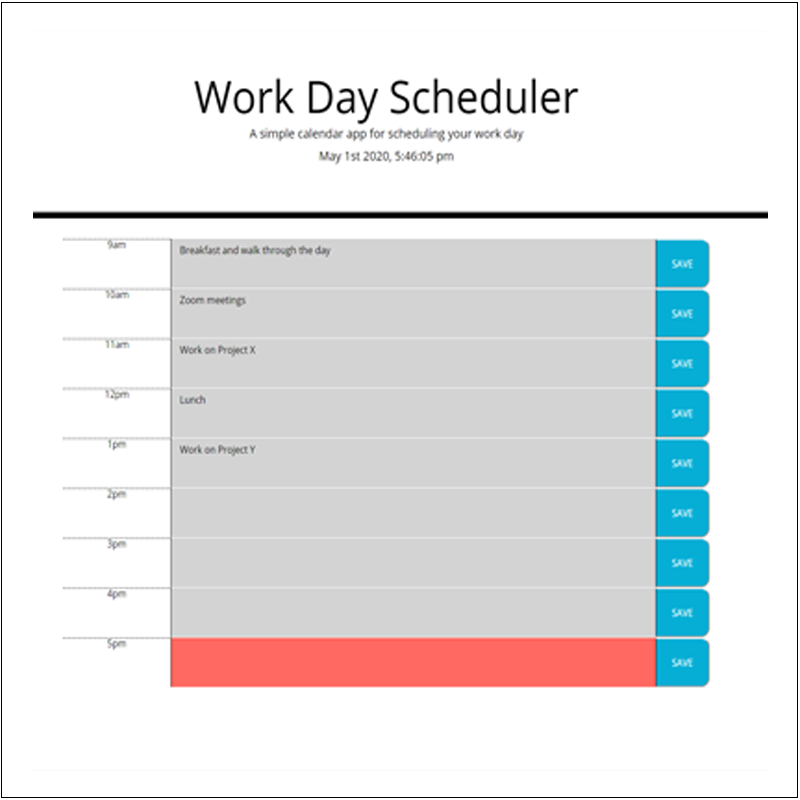 Work Day Scheduler
A simple calendar app for scheduling your work day
May 1st 2020, 5:46:05 pm
9am Breakfast and walk through the day SAVE
10am Zoom meetings SAVE
11am Work on Project X SAVE
12pm Lunch SAVE
1pm Work on Project Y SAVE
2pm SAVE
3pm SAVE
4pm SAVE
5pm SAVE